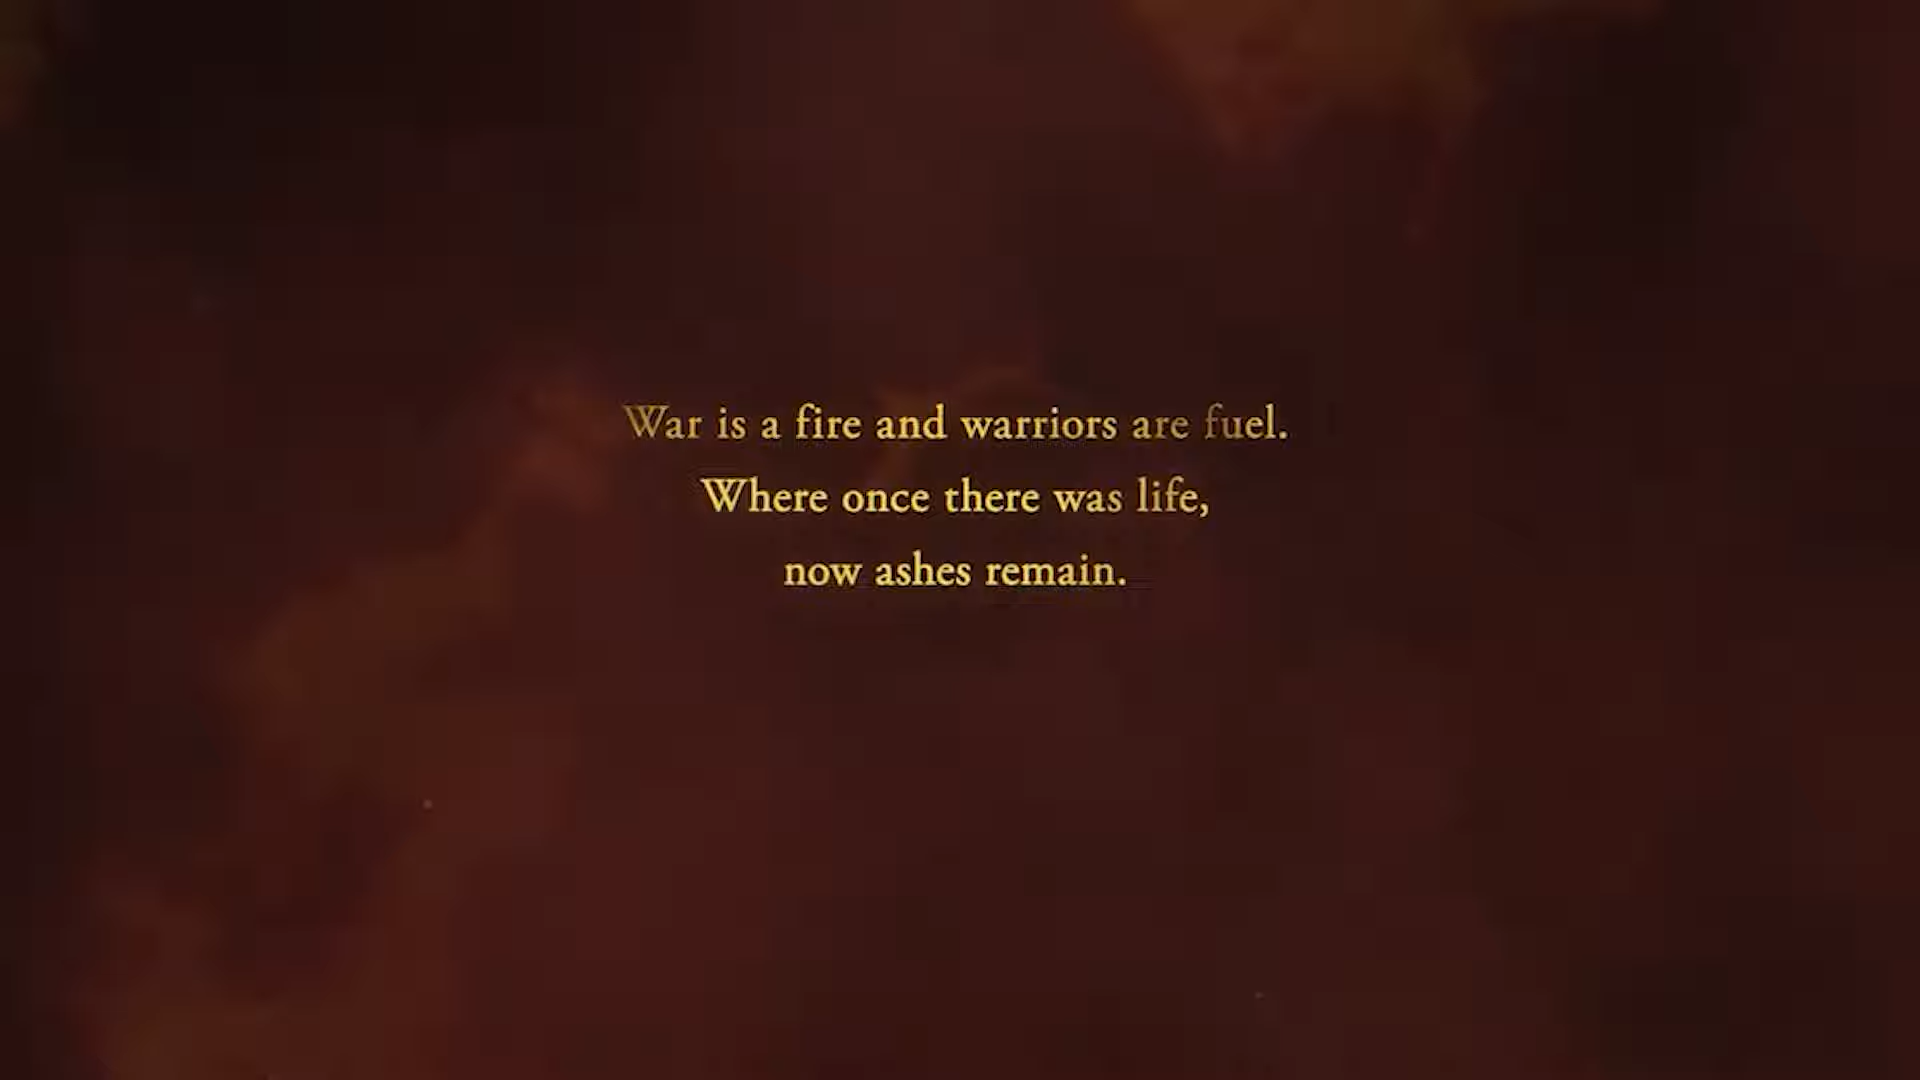 War is a fire and warriors are fuel.
Where once there was life,
now ashes remain.